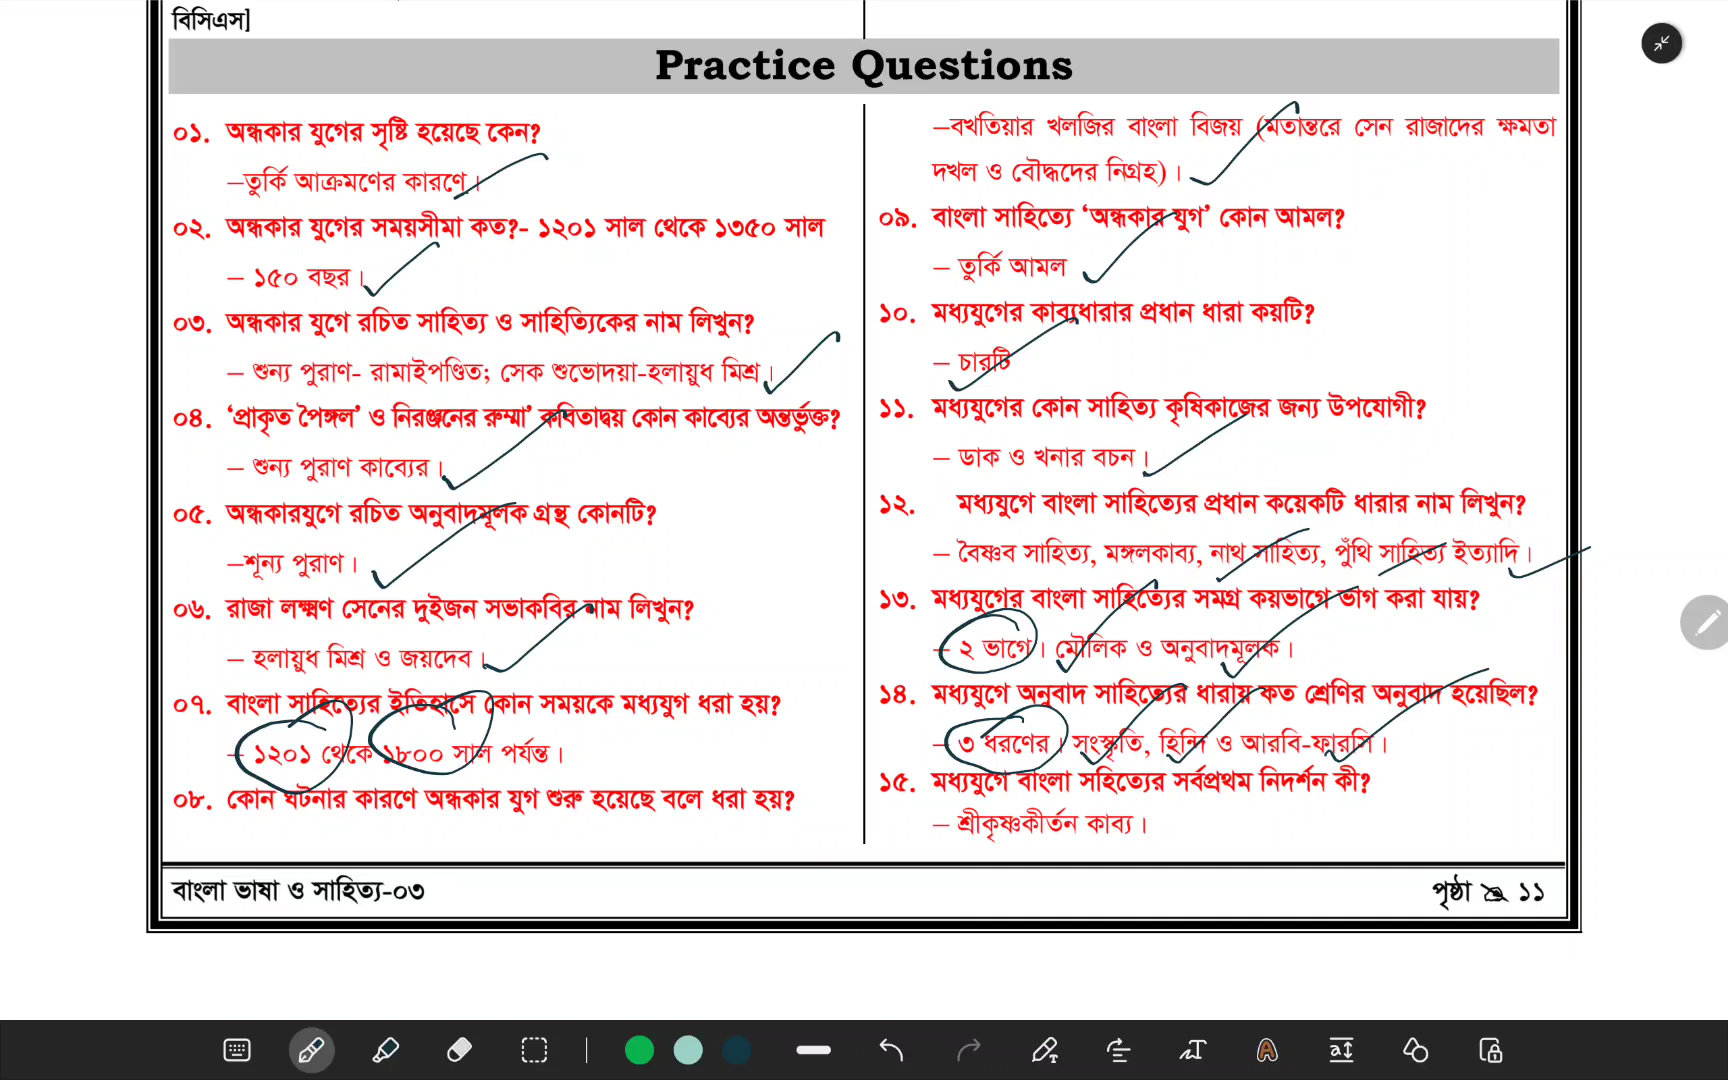 বিসিএস]
Practice Questions
০১. অন্ধকার যুগের সৃষ্টি হয়েছে কেন?
–তুর্কি আক্রমণের কারণে।
০২. অন্ধকার যুগের সময়সীমা কত?- ১২০১ সাল থেকে ১৩৫০ সাল
– ১৫০ বছর।
০৩. অন্ধকার যুগে রচিত সাহিত্য ও সাহিত্যিকের নাম লিখুন?
– শুন্য পুরাণ- রামাইপণ্ডিত; সেক শুভোদয়া-হলায়ুধ মিশ্র।
০৪. ‘প্রাকৃত পৈঙ্গল’ ও নিরঞ্জনের রুম্মা’ কবিতাদ্বয় কোন কাব্যের অন্তর্ভুক্ত?
– শুন্য পুরাণ কাব্যের।
০৫. অন্ধকারযুগে রচিত অনুবাদমূলক গ্রন্থ কোনটি?
–শূন্য পুরাণ।
০৬. রাজা লক্ষ্মণ সেনের দুইজন সভাকবির নাম লিখুন?
– হলায়ুধ মিশ্র ও জয়দেব।
০৭. বাংলা সাহিত্যের ইতিহাসে কোন সময়কে মধ্যযুগ ধরা হয়?
– ১২০১ থেকে ১৮০০ সাল পর্যন্ত।
০৮. কোন ঘটনার কারণে অন্ধকার যুগ শুরু হয়েছে বলে ধরা হয়?
–বখতিয়ার খলজির বাংলা বিজয় (মতান্তরে সেন রাজাদের ক্ষমতা
দখল ও বৌদ্ধদের নিগ্রহ)।
০৯. বাংলা সাহিত্যে ‘অন্ধকার যুগ’ কোন আমল?
– তুর্কি আমল
১০. মধ্যযুগের কাব্যধারার প্রধান ধারা কয়টি?
– চারটি
১১. মধ্যযুগের কোন সাহিত্য কৃষিকাজের জন্য উপযোগী?
– ডাক ও খনার বচন।
১২. মধ্যযুগে বাংলা সাহিত্যের প্রধান কয়েকটি ধারার নাম লিখুন?
– বৈষ্ণব সাহিত্য, মঙ্গলকাব্য, নাথ সাহিত্য, পুঁথি সাহিত্য ইত্যাদি।
১৩. মধ্যযুগের বাংলা সাহিত্যের সমগ্র কয়ভাগে ভাগ করা যায়?
– ২ ভাগে। মৌলিক ও অনুবাদমূলক।
১৪. মধ্যযুগে অনুবাদ সাহিত্যের ধারায় কত শ্রেণির অনুবাদ হয়েছিল?
– ৩ ধরণের। সংস্কৃতি, হিন্দি ও আরবি-ফারসি।
১৫. মধ্যযুগে বাংলা সহিত্যের সর্বপ্রথম নিদর্শন কী?
– শ্রীকৃষ্ণকীর্তন কাব্য।
বাংলা ভাষা ও সাহিত্য-০৩
পৃষ্ঠা ১১